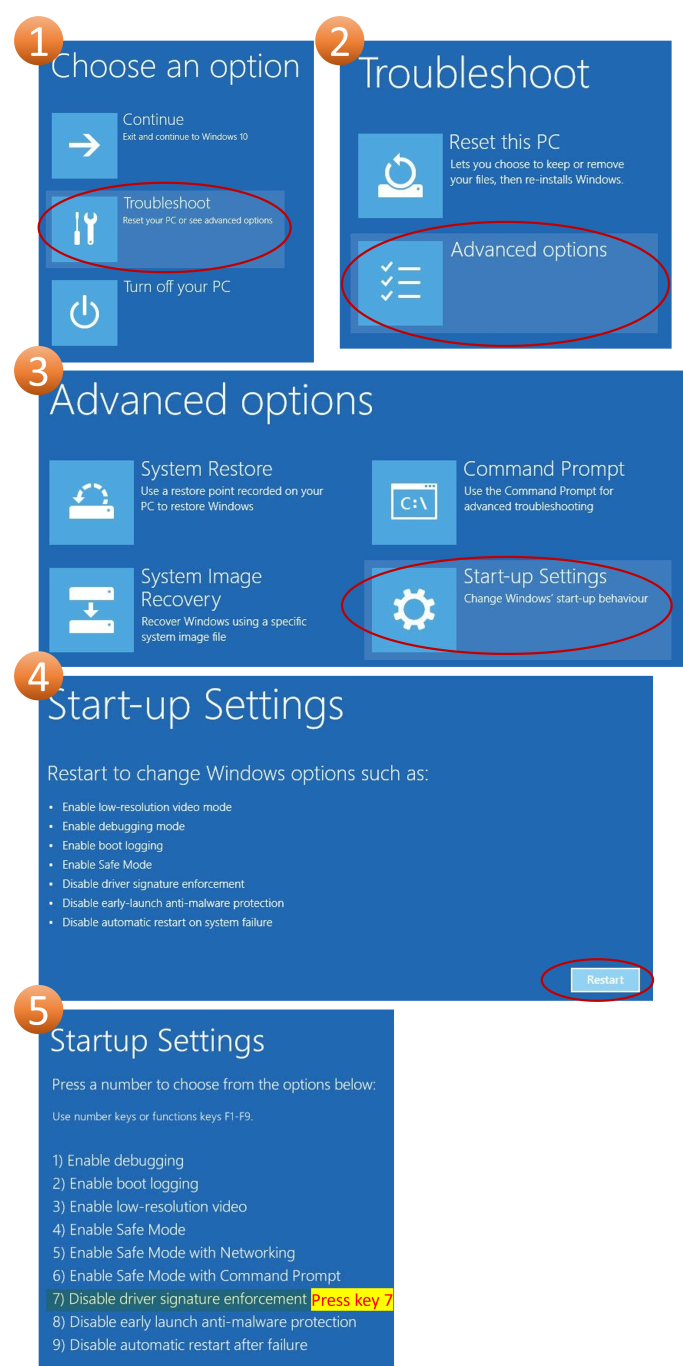 1
Choose an option
Continue
Exit and continue to Windows 10
Troubleshoot
Reset your PC or see advanced options
Turn off your PC
2
Troubleshoot
Reset this PC
Lets you choose to keep or remove
your files, then re-installs Windows.
Advanced options
3
Advanced options
System Restore
Use a restore point recorded on your
PC to restore Windows
Command Prompt
Use the Command Prompt for
advanced troubleshooting
C:\
System Image
Recovery
Recover Windows using a specific
system image file
Start-up Settings
Change Windows' start-up behaviour
4
Start-up Settings
Restart to change Windows options such as:
• Enable low-resolution video mode
• Enable debugging mode
• Enable boot logging
• Enable Safe Mode
• Disable driver signature enforcement
• Disable early-launch anti-malware protection
• Disable automatic restart on system failure
Restart
5
Startup Settings
Press a number to choose from the options below:
Use number keys or functions keys F1-F9.
1) Enable debugging
2) Enable boot logging
3) Enable low-resolution video
4) Enable Safe Mode
5) Enable Safe Mode with Networking
6) Enable Safe Mode with Command Prompt
7) Disable driver signature enforcement Press key 7
8) Disable early launch anti-malware protection
9) Disable automatic restart after failure